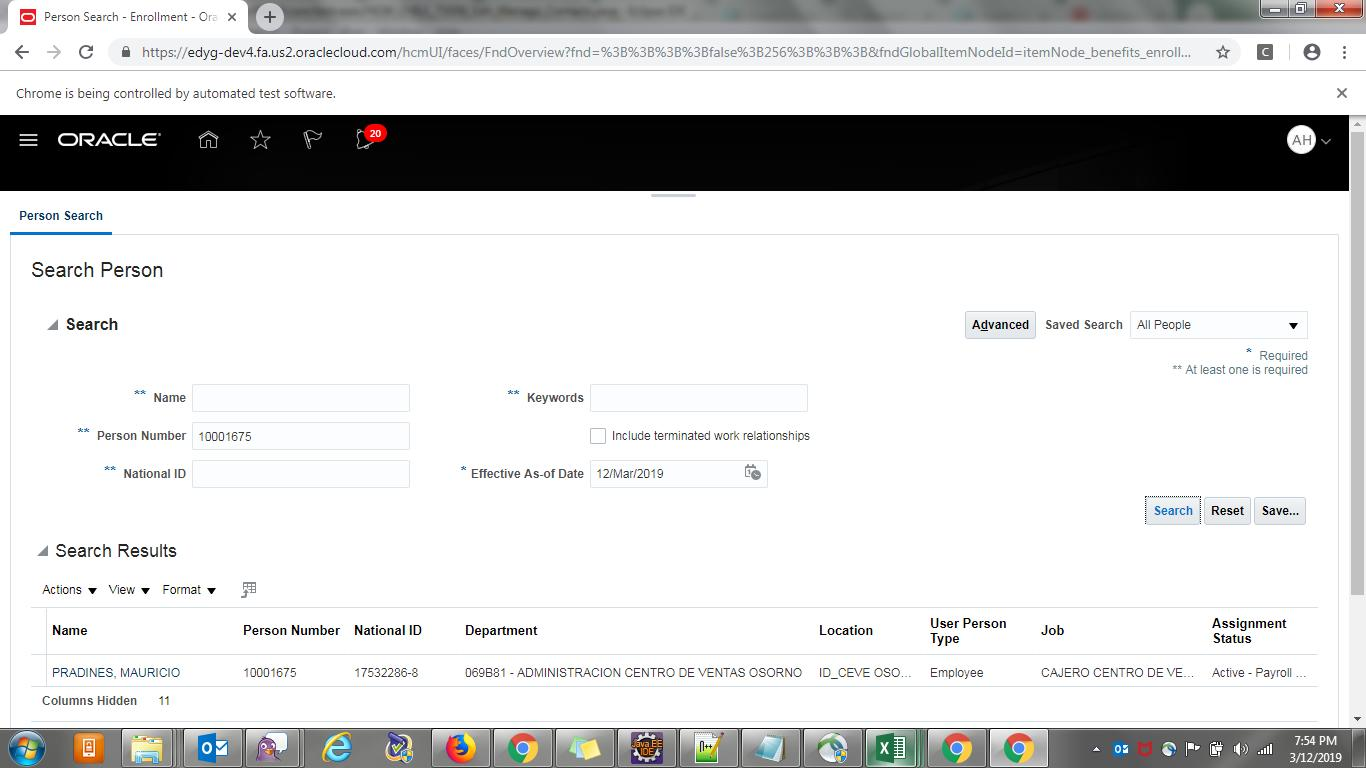 Person Search - Enrollment - Ora
https://edyg-dev4.fa.us2.oraclecloud.com/hcmUI/faces/FndOverview?fnd=%3B%3B%3B%3Bfalse%3B256%3B%3B%3B&fndGlobalItemNodeId=itemNode_benefits_enroll...
Chrome is being controlled by automated test software.
ORACLE
20
AH
Person Search
Search Person
Search
Advanced Saved Search All People
* Required
** At least one is required
** Name
** Keywords
** Person Number 10001675
Include terminated work relationships
** National ID
* Effective As-of Date 12/Mar/2019
Search Reset Save...
Search Results
Actions View Format
Name Person Number National ID Department Location User Person Type Job Assignment Status
PRADINES, MAURICIO 10001675 17532286-8 069B81 - ADMINISTRACION CENTRO DE VENTAS OSORNO ID_CEVE OSO... Employee CAJERO CENTRO DE VE... Active - Payroll ...
Columns Hidden 11
7:54 PM
3/12/2019